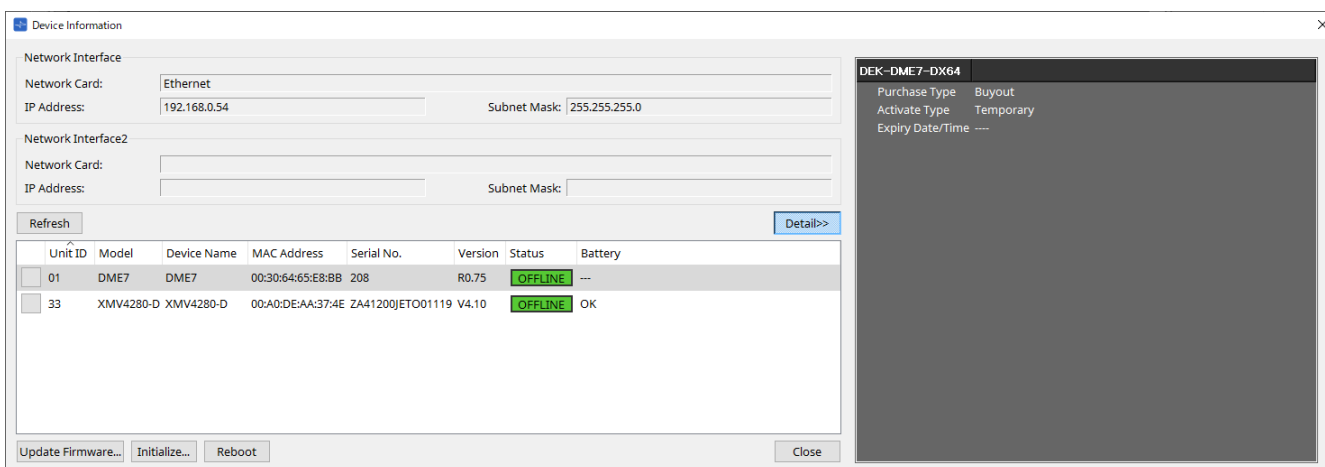 Device Information
Network Interface
Network Card: Ethernet
IP Address: 192.168.0.54 Subnet Mask: 255.255.255.0
Network Interface2
Network Card:
IP Address: Subnet Mask:
Refresh Detail>>
Unit ID Model Device Name MAC Address Serial No. Version Status Battery
01 DME7 DME7 00:30:64:65:E8:BB 208 R0.75 OFFLINE ---
33 XMV4280-D XMV4280-D 00:A0:DE:AA:37:4E ZA41200JETO01119 V4.10 OFFLINE OK
Update Firmware... Initialize... Reboot Close
DEK-DME7-DX64
Purchase Type Buyout
Activate Type Temporary
Expiry Date/Time ----